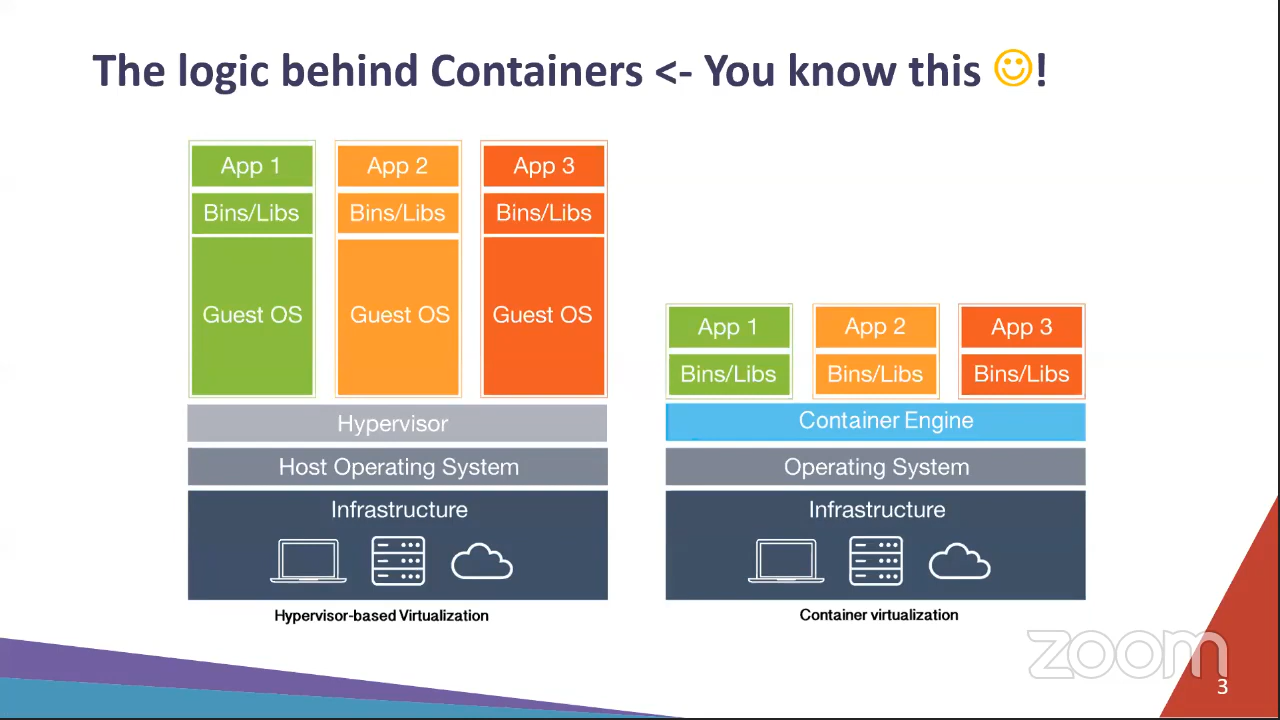 The logic behind Containers <- You know this ☺!
App 1
App 2
App 3
Bins/Libs
Bins/Libs
Bins/Libs
Guest OS
Guest OS
Guest OS
Hypervisor
Host Operating System
Infrastructure
Hypervisor-based Virtualization
App 1
App 2
App 3
Bins/Libs
Bins/Libs
Bins/Libs
Container Engine
Operating System
Infrastructure
Container virtualization
zoom
3